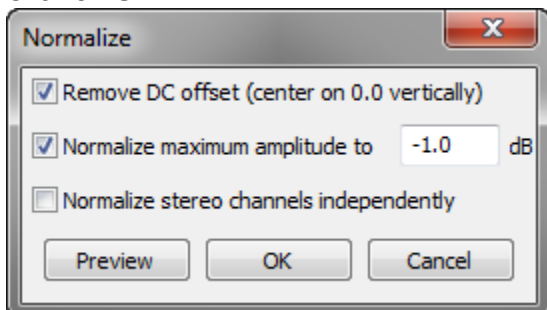 Normalize
Remove DC offset (center on 0.0 vertically)
Normalize maximum amplitude to -1.0 dB
Normalize stereo channels independently
Preview OK Cancel